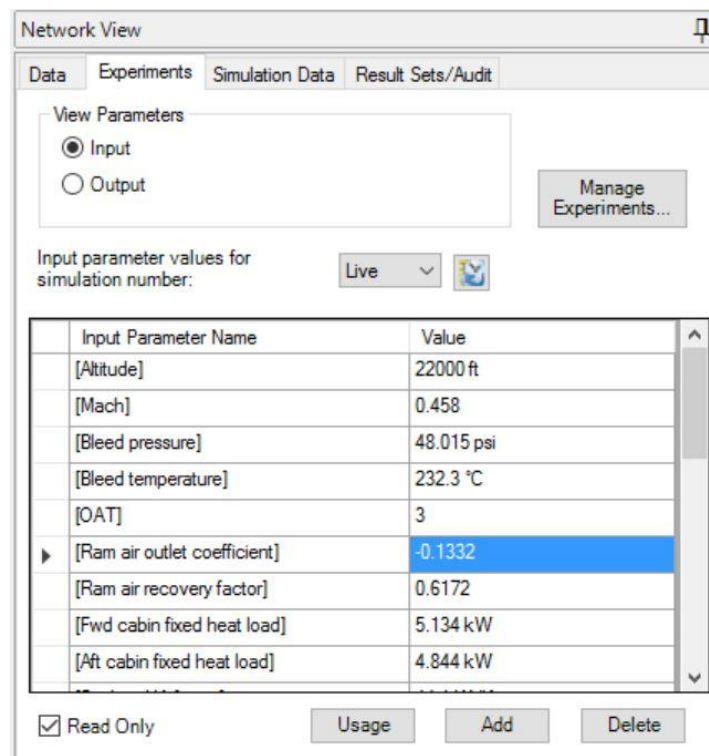 Network View
Data Experiments Simulation Data Result Sets/Audit
View Parameters
Input
Output
Manage
Experiments...
Input parameter values for
simulation number:
Live
Input Parameter Name Value
[Altitude] 22000 ft
[Mach] 0.458
[Bleed pressure] 48.015 psi
[Bleed temperature] 232.3 °C
[OAT] 3
[Ram air outlet coefficient] -0.1332
[Ram air recovery factor] 0.6172
[Fwd cabin fixed heat load] 5.134 kW
[Aft cabin fixed heat load] 4.844 kW
Read Only Usage Add Delete